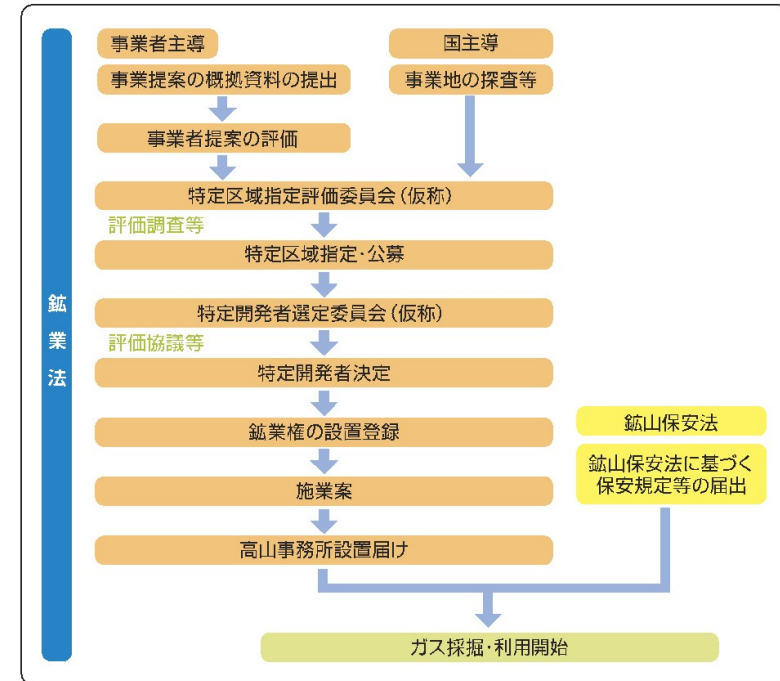 鉱業法
事業者主導
国主導
事業提案の概拠資料の提出
事業地の探査等
事業者提案の評価
特定区域指定評価委員会(仮称)
評価調査等
特定区域指定・公募
特定開発者選定委員会(仮称)
評価協議等
特定開発者決定
鉱業権の設置登録
施業案
高山事務所設置届け
鉱山保安法
鉱山保安法に基づく
保安規定等の届出
ガス採掘・利用開始